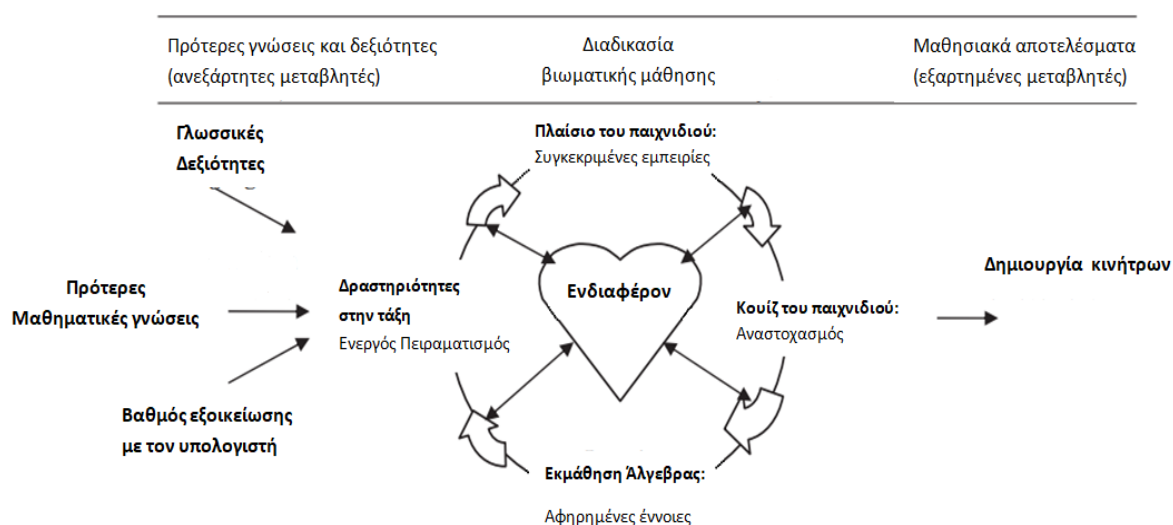 Πρότερες γνώσεις και δεξιότητες
(ανεξάρτητες μεταβλητές)
Διαδικασία
βιωματικής μάθησης
Μαθησιακά αποτελέσματα
(εξαρτημένες μεταβλητές)
Γλωσσικές
Δεξιότητες
Πρότερες
Μαθηματικές γνώσεις
Βαθμός εξοικείωσης
με τον υπολογιστή
Πλαίσιο του παιχνιδιού:
Συγκεκριμένες εμπειρίες
Δραστηριότητες
στην τάξη
Ενεργός Πειραματισμός
Ενδιαφέρον
Κουίζ του παιχνιδιού:
Αναστοχασμός
Εκμάθηση Άλγεβρας:
Αφηρημένες έννοιες
Δημιουργία κινήτρων